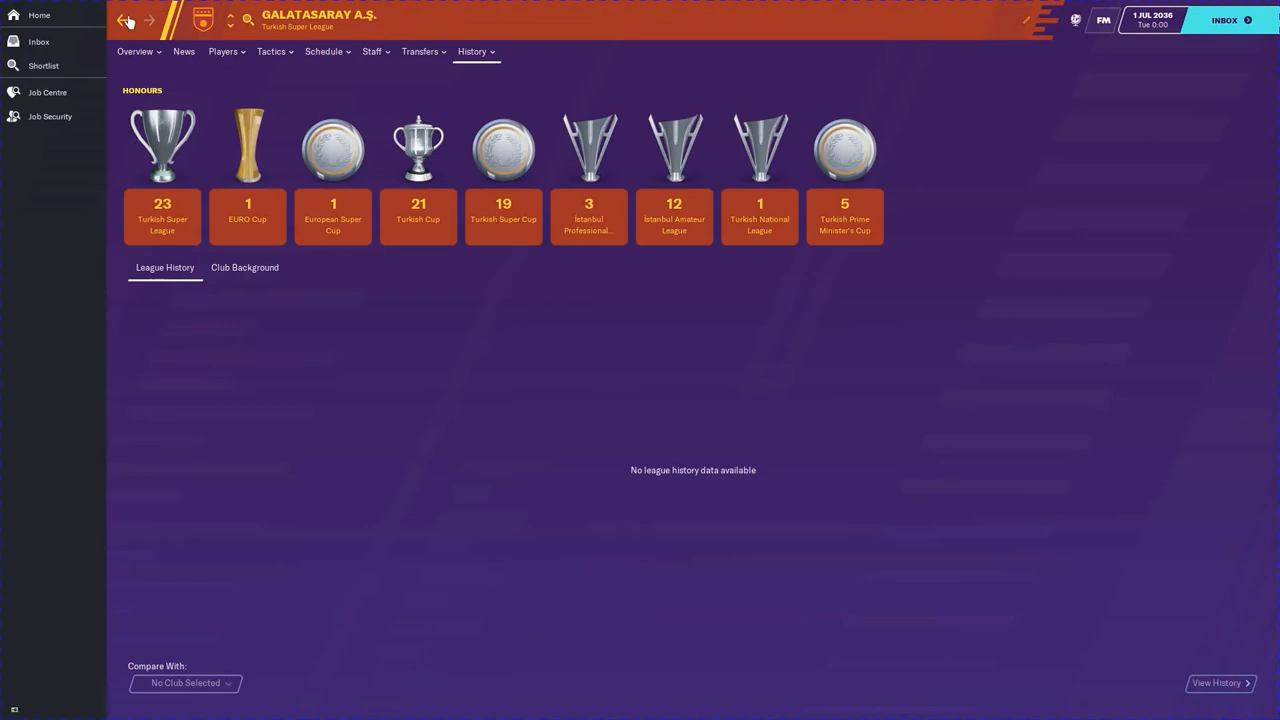 Home
Inbox
Shortlist
Job Centre
Job Security
GALATASARAY A.Ş.
Turkish Super League
FM
1 JUL 2036
Tue 0:00
INBOX
Overview
News
Players
Tactics
Schedule
Staff
Transfers
History
HONOURS
23
Turkish Super
League
1
EURO Cup
1
European Super
Cup
21
Turkish Cup
19
Turkish Super Cup
3
İstanbul
Professional...
12
İstanbul Amateur
League
1
Turkish National
League
5
Turkish Prime
Minister's Cup
League History
Club Background
No league history data available
Compare With:
No Club Selected
View History